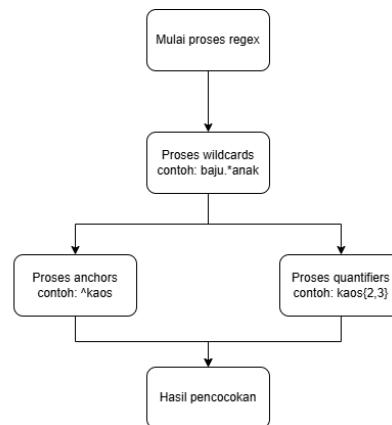 Mulai proses regex
Proses wildcards
contoh: baju.*anak
Proses anchors
contoh: ^kaos
Proses quantifiers
contoh: kaos{2,3}
Hasil pencocokan